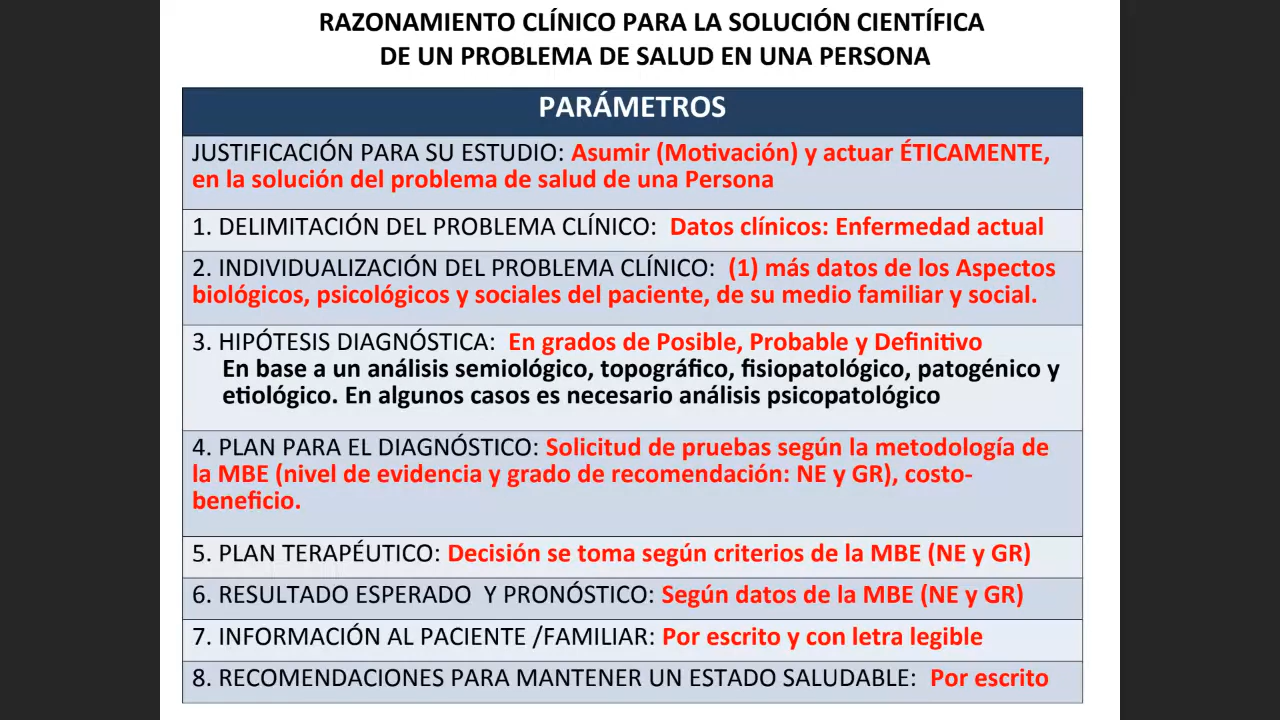 RAZONAMIENTO CLÍNICO PARA LA SOLUCIÓN CIENTÍFICA
DE UN PROBLEMA DE SALUD EN UNA PERSONA
PARÁMETROS
JUSTIFICACIÓN PARA SU ESTUDIO: Asumir (Motivación) y actuar ÉTICAMENTE,
en la solución del problema de salud de una Persona
1. DELIMITACIÓN DEL PROBLEMA CLÍNICO: Datos clínicos: Enfermedad actual
2. INDIVIDUALIZACIÓN DEL PROBLEMA CLÍNICO: (1) más datos de los Aspectos
biológicos, psicológicos y sociales del paciente, de su medio familiar y social.
3. HIPÓTESIS DIAGNÓSTICA: En grados de Posible, Probable y Definitivo
En base a un análisis semiológico, topográfico, fisiopatológico, patogénico y
etiológico. En algunos casos es necesario análisis psicopatológico
4. PLAN PARA EL DIAGNÓSTICO: Solicitud de pruebas según la metodología de
la MBE (nivel de evidencia y grado de recomendación: NE y GR), costo-
beneficio.
5. PLAN TERAPÉUTICO: Decisión se toma según criterios de la MBE (NE y GR)
6. RESULTADO ESPERADO Y PRONÓSTICO: Según datos de la MBE (NE y GR)
7. INFORMACIÓN AL PACIENTE /FAMILIAR: Por escrito y con letra legible
8. RECOMENDACIONES PARA MANTENER UN ESTADO SALUDABLE: Por escrito